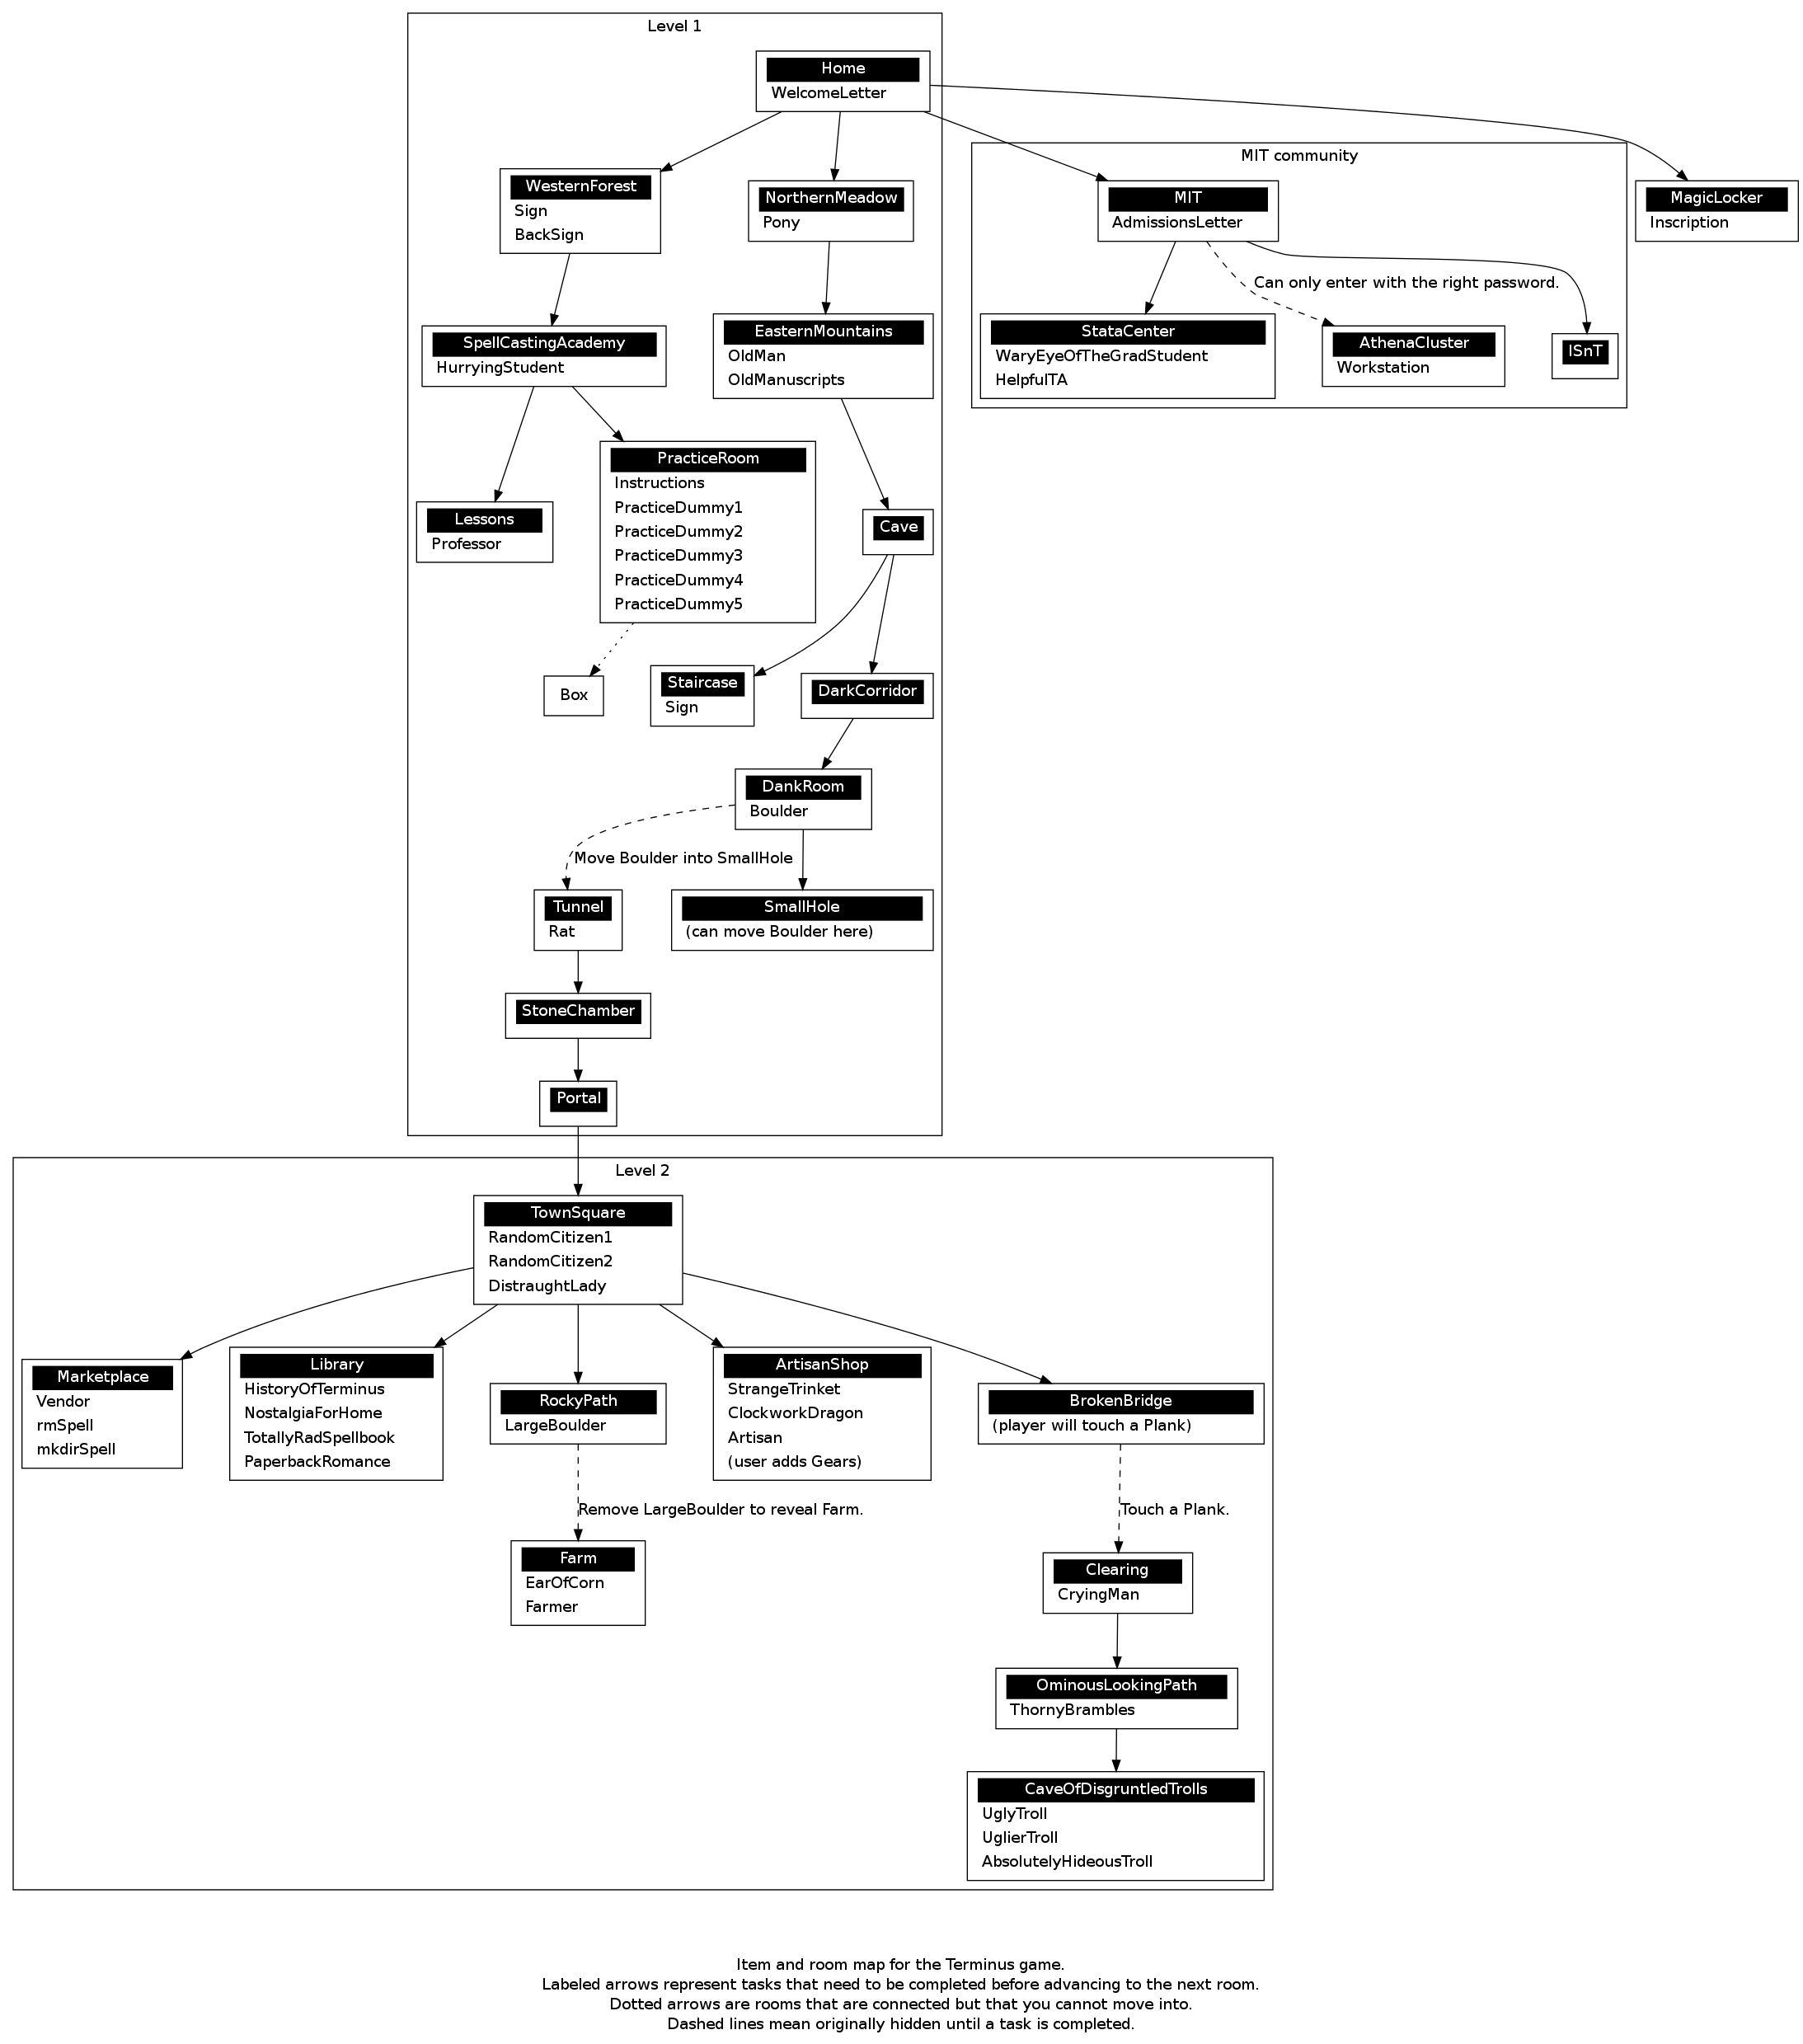 Level 1
Home
WelcomeLetter
MIT community
WesternForest
Sign
BackSign
NorthernMeadow
Pony
MIT
AdmissionsLetter
MagicLocker
Inscription
Can only enter with the right password.
SpellCastingAcademy
HurryingStudent
EasternMountains
OldMan
OldManuscripts
StataCenter
WaryEyeOfTheGradStudent
HelpfulTA
AthenaCluster
Workstation
ISnT
Lessons
Professor
PracticeRoom
Instructions
PracticeDummy1
PracticeDummy2
PracticeDummy3
PracticeDummy4
PracticeDummy5
Cave
Box
Staircase
Sign
DarkCorridor
DankRoom
Boulder
Move Boulder into SmallHole
Tunnel
Rat
SmallHole
(can move Boulder here)
StoneChamber
Portal
Level 2
TownSquare
RandomCitizen1
RandomCitizen2
DistraughtLady
Marketplace
Vendor
rmSpell
mkdirSpell
Library
HistoryOfTerminus
NostalgiaForHome
TotallyRadSpellbook
PaperbackRomance
RockyPath
LargeBoulder
ArtisanShop
StrangeTrinket
ClockworkDragon
Artisan
(user adds Gears)
BrokenBridge
(player will touch a Plank)
Remove LargeBoulder to reveal Farm.
Touch a Plank.
Farm
EarOfCorn
Farmer
Clearing
CryingMan
OminousLookingPath
ThornyBrambles
CaveOfDisgruntledTrolls
UglyTroll
UglierTroll
AbsolutelyHideousTroll
Item and room map for the Terminus game.
Labeled arrows represent tasks that need to be completed before advancing to the next room.
Dotted arrows are rooms that are connected but that you cannot move into.
Dashed lines mean originally hidden until a task is completed.